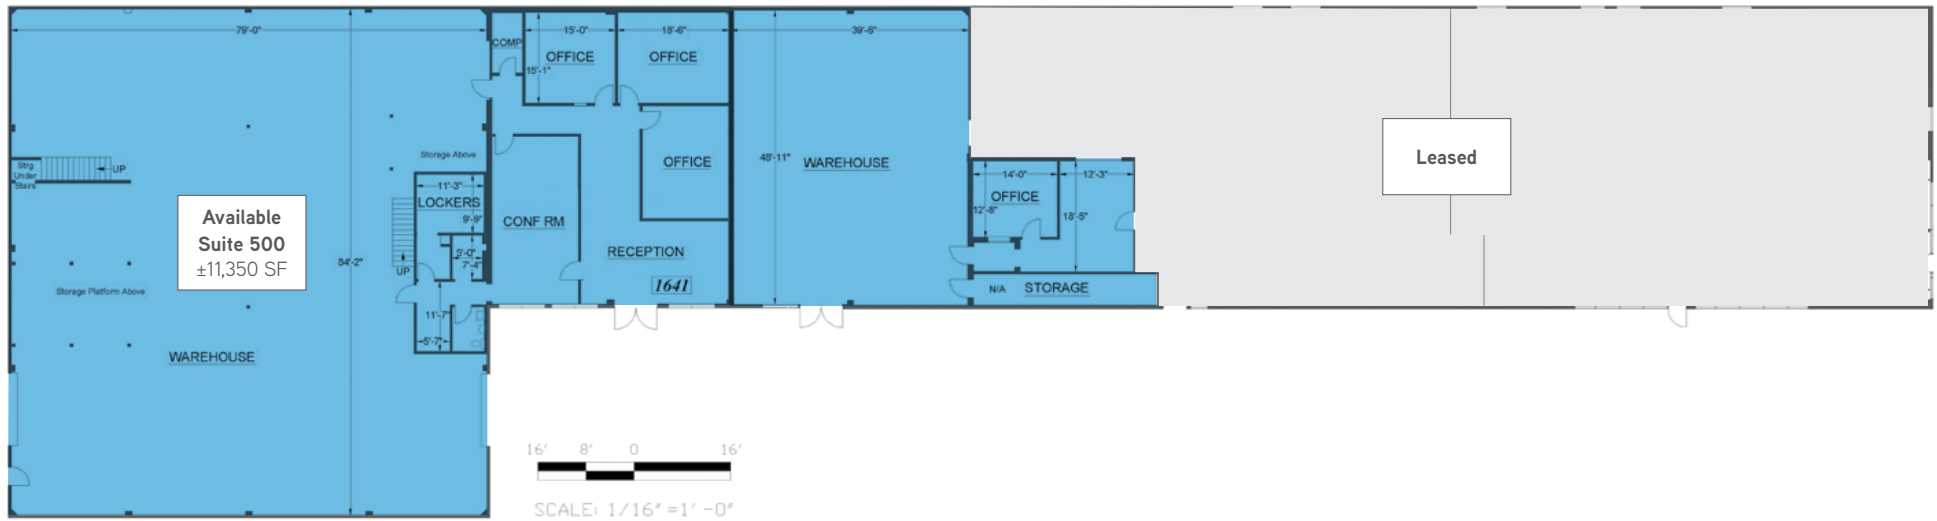 79'-0"
COMP
15'-0"
18'-6"
39'-6"
OFFICE
OFFICE
15'-1"
Storage Above
48'-11"
WAREHOUSE
OFFICE
Leased
Strg
Under
Stairs
UP
11'-3"
LOCKERS
9'-9"
14'-0"
12'-3"
OFFICE
12'-8"
18'-5"
Available
Suite 500
±11,350 SF
CONF RM
RECEPTION
84'-2"
5'-0"
7'-4"
UP
1641
N/A
STORAGE
Storage Platform Above
11'-7"
5'-7"
WAREHOUSE
16'
8'
0
16'
SCALE: 1/16"=1'-0"